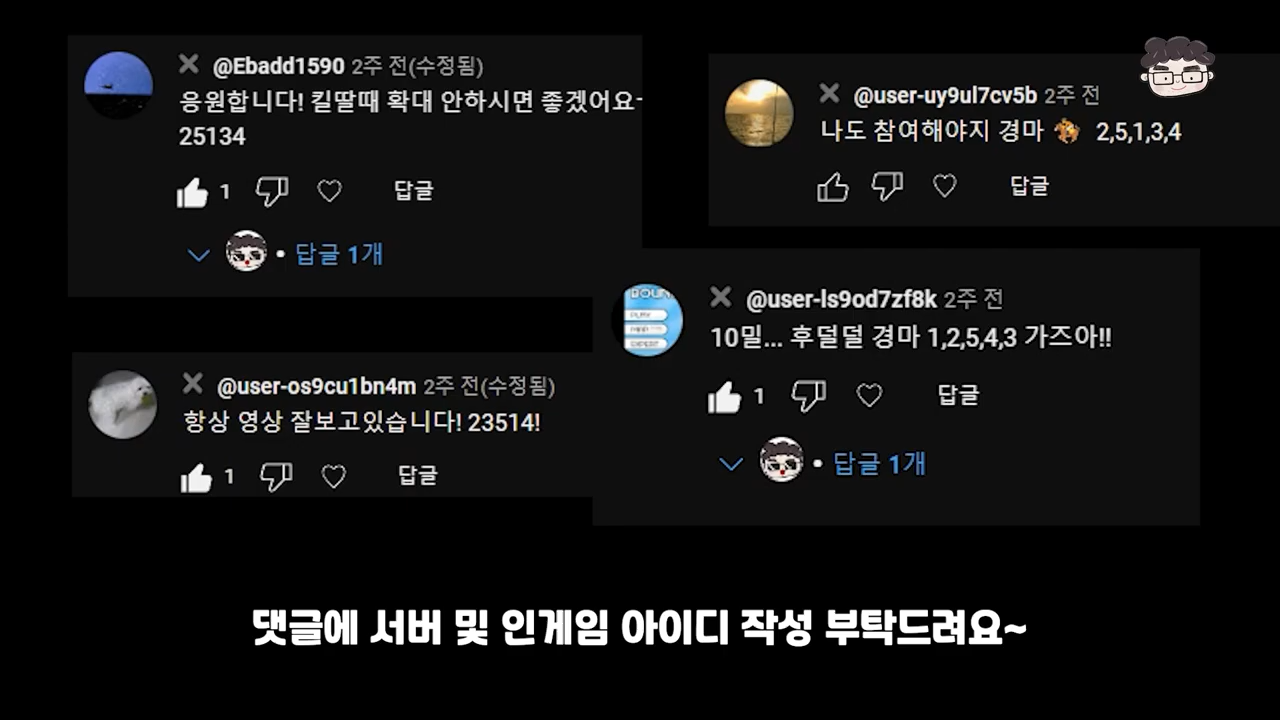 @Ebadd1590 2주 전(수정됨)
응원합니다! 킬딸때 확대 안하시면 좋겠어요~
25134
1 답글
답글 1개
@user-uy9ul7cv5b 2주 전
나도 참여해야지 경마 🏇 2,5,1,3,4
답글
@user-os9cu1bn4m 2주 전(수정됨)
항상 영상 잘보고있습니다! 23514!
1 답글
@user-ls9od7zf8k 2주 전
10밀... 후덜덜 경마 1,2,5,4,3 가즈아!!
1 답글
답글 1개
댓글에 서버 및 인게임 아이디 작성 부탁드려요~